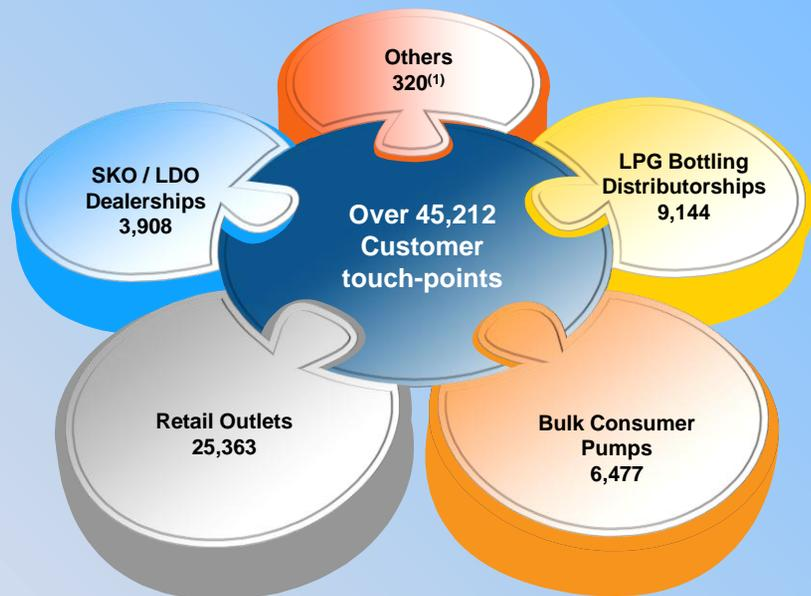 Others
320(1)
SKO / LDO
Dealerships
3,908
LPG Bottling
Distributorships
9,144
Over 45,212
Customer
touch-points
Retail Outlets
25,363
Bulk Consumer
Pumps
6,477